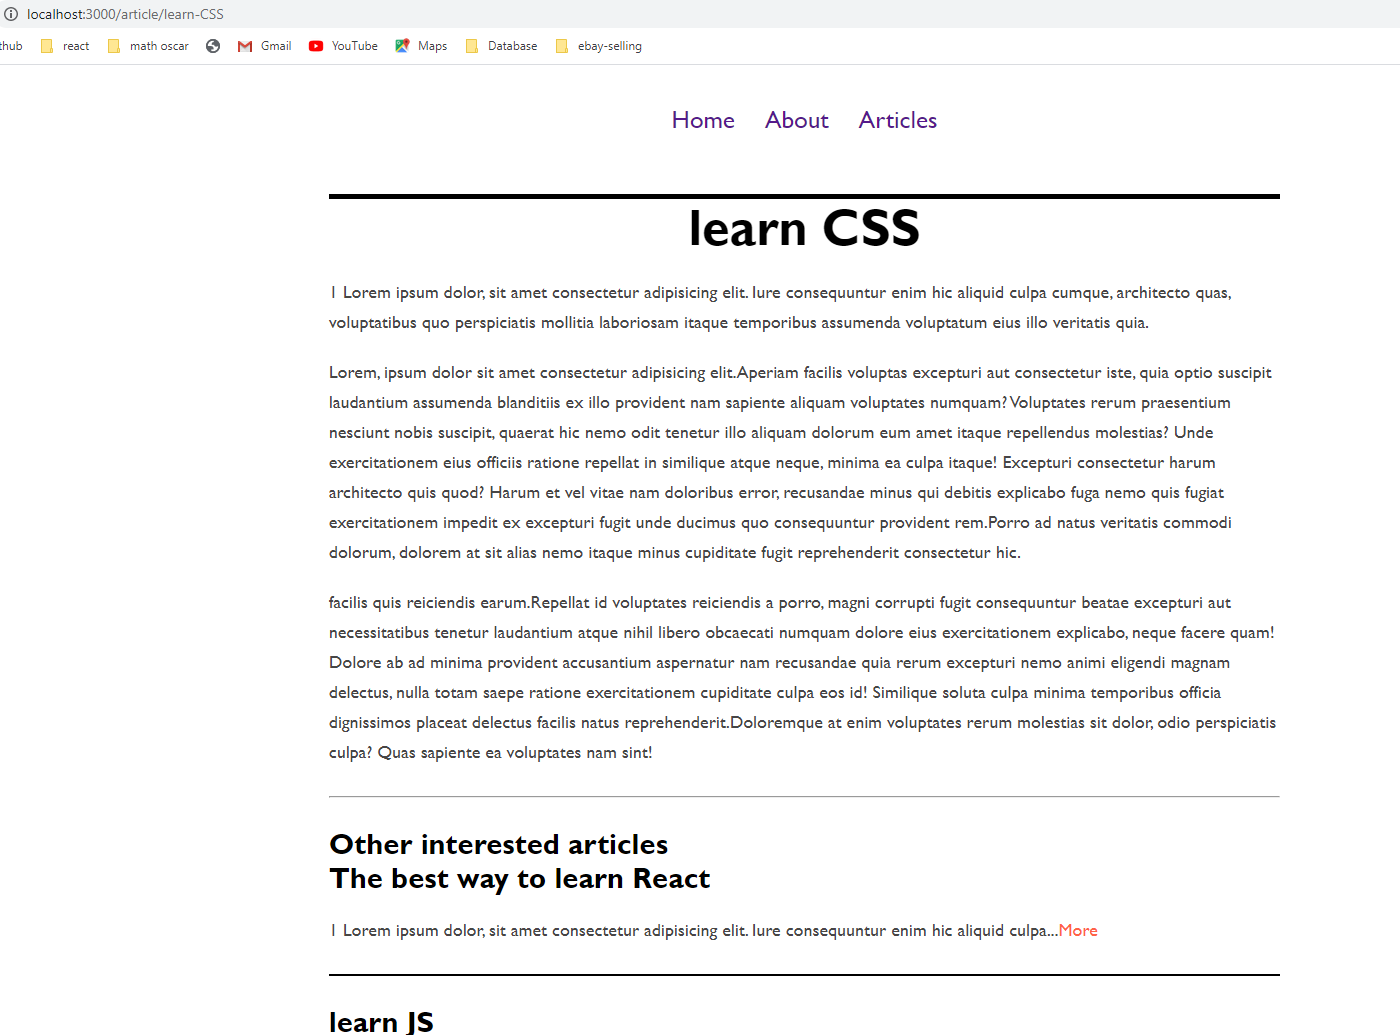 localhost:3000/article/learn-CSS
thub react math oscar Gmail YouTube Maps Database ebay-selling
Home About Articles
learn CSS
1 Lorem ipsum dolor, sit amet consectetur adipisicing elit. Iure consequuntur enim hic aliquid culpa cumque, architecto quas,
voluptatibus quo perspiciatis mollitia laboriosam itaque temporibus assumenda voluptatum eius illo veritatis quia.
Lorem, ipsum dolor sit amet consectetur adipisicing elit.Aperiam facilis voluptas excepturi aut consectetur iste, quia optio suscipit
laudantium assumenda blanditiis ex illo provident nam sapiente aliquam voluptates numquam? Voluptates rerum praesentium
nesciunt nobis suscipit, quaerat hic nemo odit tenetur illo aliquam dolorum eum amet itaque repellendus molestias? Unde
exercitationem eius officiis ratione repellat in similique atque neque, minima ea culpa itaque! Excepturi consectetur harum
architecto quis quod? Harum et vel vitae nam doloribus error, recusandae minus qui debitis explicabo fuga nemo quis fugiat
exercitationem impedit ex excepturi fugit unde ducimus quo consequuntur provident rem.Porro ad natus veritatis commodi
dolorum, dolorem at sit alias nemo itaque minus cupiditate fugit reprehenderit consectetur hic.
facilis quis reiciendis earum.Repellat id voluptates reiciendis a porro, magni corrupti fugit consequuntur beatae excepturi aut
necessitatibus tenetur laudantium atque nihil libero obcaecati numquam dolore eius exercitationem explicabo, neque facere quam!
Dolore ab ad minima provident accusantium aspernatur nam recusandae quia rerum excepturi nemo animi eligendi magnam
delectus, nulla totam saepe ratione exercitationem cupiditate culpa eos id! Similique soluta culpa minima temporibus officia
dignissimos placeat delectus facilis natus reprehenderit.Doloremque at enim voluptates rerum molestias sit dolor, odio perspiciatis
culpa? Quas sapiente ea voluptates nam sint!
Other interested articles
The best way to learn React
1 Lorem ipsum dolor, sit amet consectetur adipisicing elit. Iure consequuntur enim hic aliquid culpa...More
learn JS